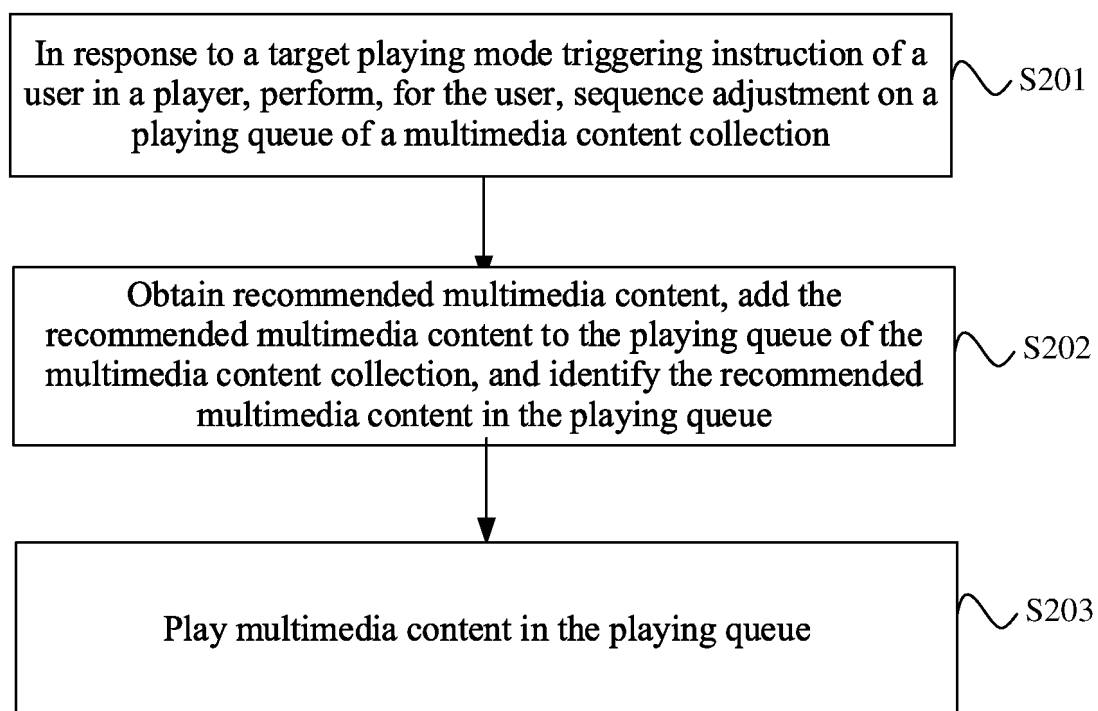 In response to a target playing mode triggering instruction of a
user in a player, perform, for the user, sequence adjustment on a
playing queue of a multimedia content collection
S201
Obtain recommended multimedia content, add the
recommended multimedia content to the playing queue of the
multimedia content collection, and identify the recommended
multimedia content in the playing queue
S202
Play multimedia content in the playing queue
S203